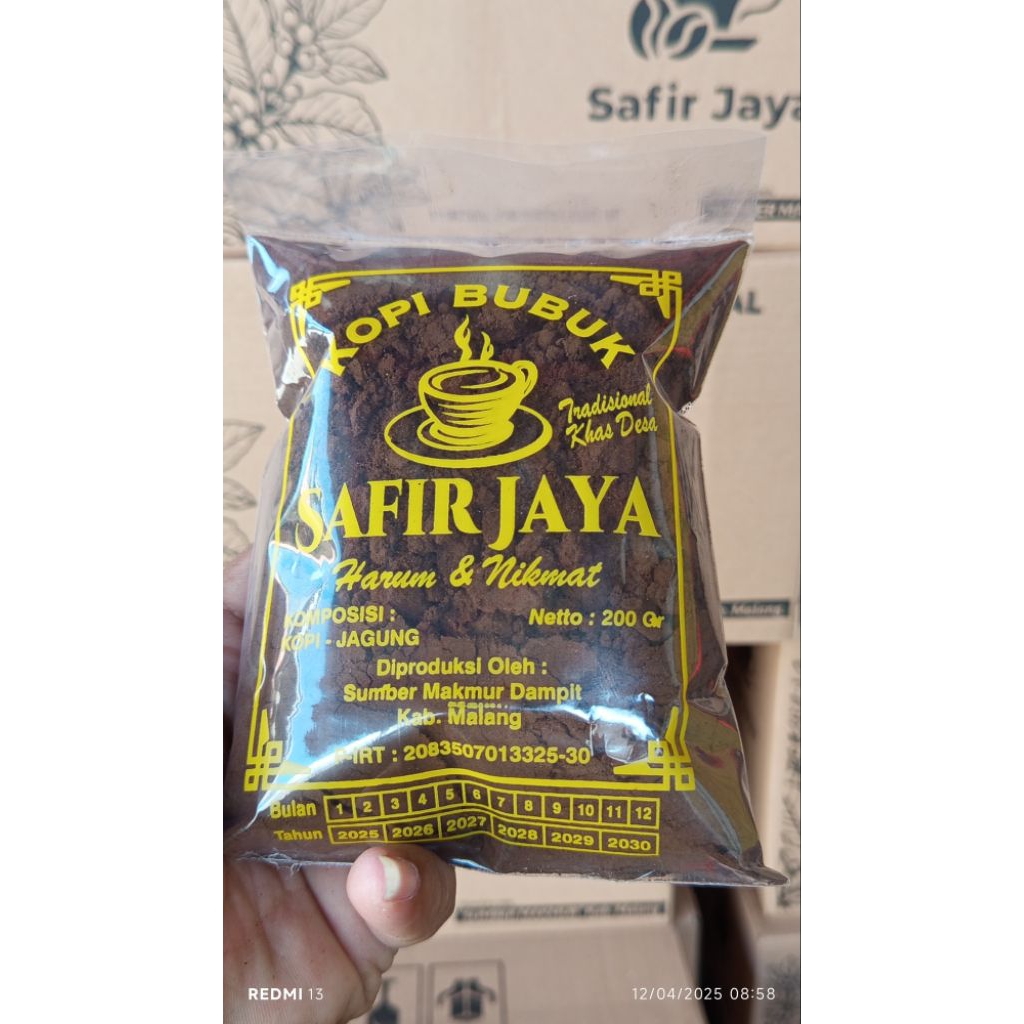 Safir Jaya
KOPI BUBUK
Tradisional
Khas Desa
SAFIR JAYA
Harum & Nikmat
KOMPOSISI :
Netto : 200 Gr
KOPI - JAGUNG
Diproduksi Oleh :
Sumber Makmur Dampit
Kab. Malang
P-IRT : 2083507013325-30
Bulan 1 2 3 4 5 6 7 8 9 10 11 12
Tahun 2025 2026 2027 2028 2029 2030
REDMI 13
12/04/2025 08:58